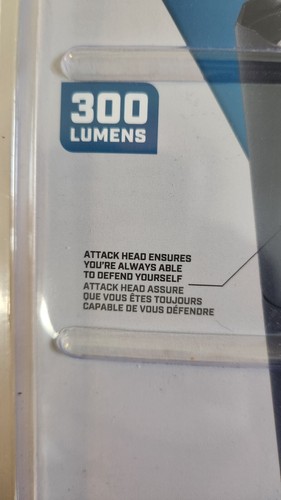 300
LUMENS
ATTACK HEAD ENSURES
YOU'RE ALWAYS ABLE
TO DEFEND YOURSELF
ATTACK HEAD ASSURE
QUE VOUS ÊTES TOUJOURS
CAPABLE DE VOUS DÉFENDRE